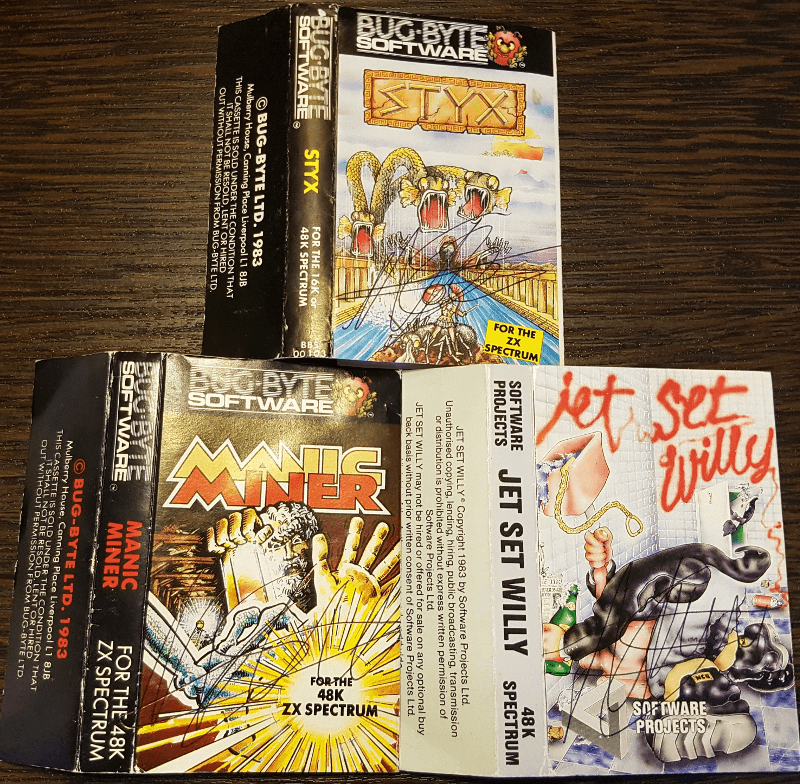 BUG-BYTE
SOFTWARE
STYX
FOR THE
ZX
SPECTRUM
BUG-BYTE
SOFTWARE
STYX
FOR THE 16K or
48K SPECTRUM
© BUG-BYTE LTD. 1983
Mulberry House, Canning Place Liverpool L1 8JB
THIS CASSETTE IS SOLD UNDER THE CONDITION THAT
IT SHALL NOT BE RESOLD, LENT OR HIRED
OUT WITHOUT PERMISSION FROM BUG-BYTE LTD.
BUG-BYTE
SOFTWARE
MANIC
MINER
FOR THE
48K
ZX SPECTRUM
BUG-BYTE
SOFTWARE
MANIC
MINER
FOR THE 48K
ZX SPECTRUM
© BUG-BYTE LTD. 1983
Mulberry House, Canning Place Liverpool L1 8JB
THIS CASSETTE IS SOLD UNDER THE CONDITION THAT
IT SHALL NOT BE RESOLD, LENT OR HIRED
OUT WITHOUT PERMISSION FROM BUG-BYTE LTD.
JET SET WILLY © Copyright 1983 by Software Projects Ltd.
Unauthorised copying, lending, hiring, public broadcasting, transmission
or distribution is prohibited without express written permission of
Software Projects Ltd.
JET SET WILLY may not be hired or offered for sale on any optional buy
back basis without prior written consent of Software Projects Ltd.
SOFTWARE
PROJECTS
JET SET WILLY
48K
SPECTRUM
jet set
willy
SOFTWARE
PROJECTS